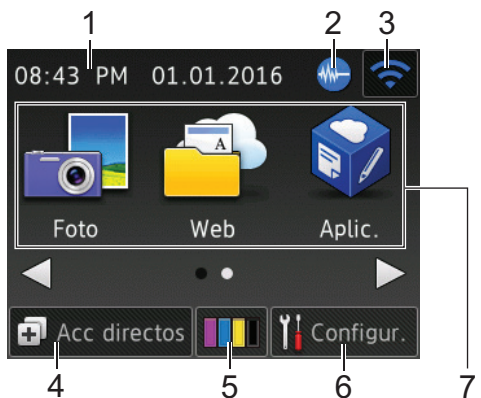 1 2 3
08:43 PM 01.01.2016
A
Foto Web Aplic.
Acc directos Configur.
4 5 6 7